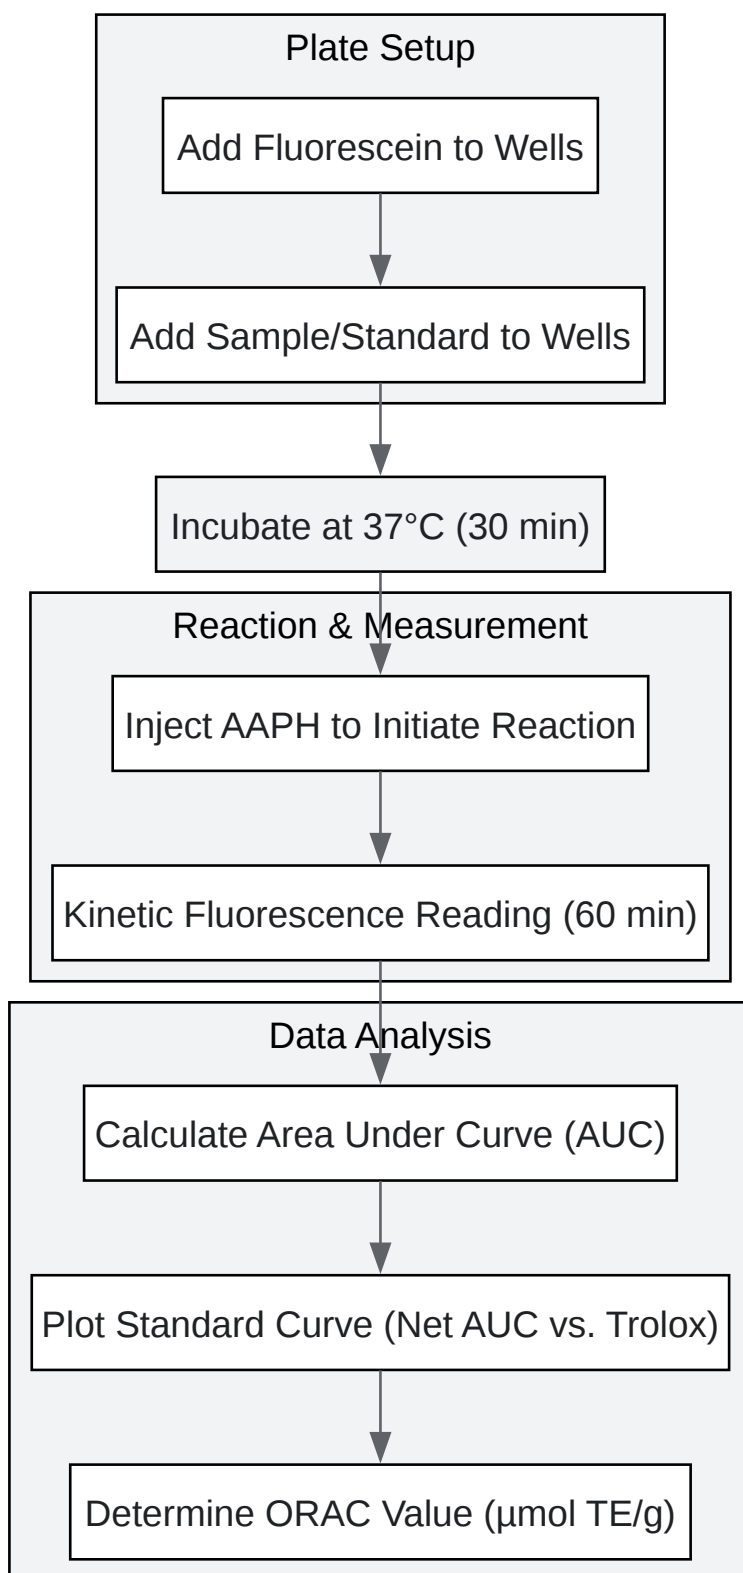 Plate Setup
Add Fluorescein to Wells
Add Sample/Standard to Wells
Incubate at 37°C (30 min)
Reaction & Measurement
Inject AAPH to Initiate Reaction
Kinetic Fluorescence Reading (60 min)
Data Analysis
Calculate Area Under Curve (AUC)
Plot Standard Curve (Net AUC vs. Trolox)
Determine ORAC Value (µmol TE/g)